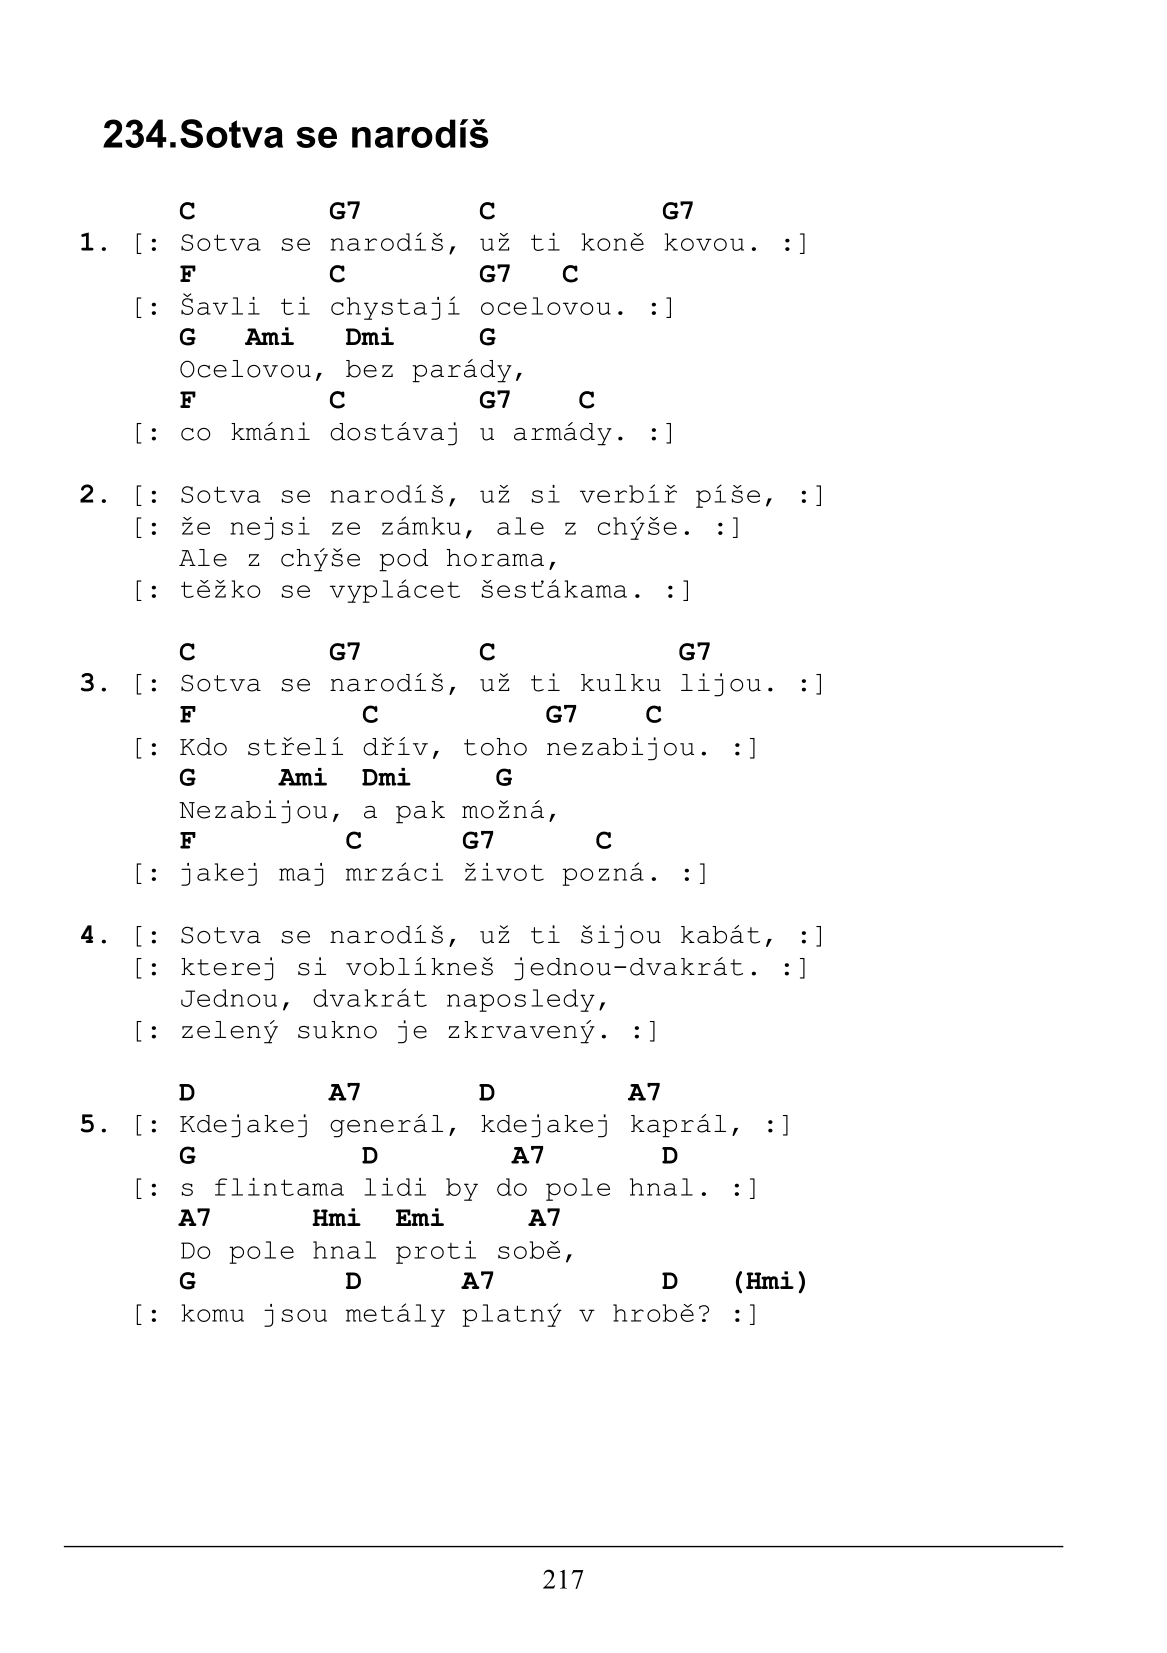 234.Sotva se narodíš
C G7 C G7
1. [: Sotva se narodíš, už ti koně kovou. :]
F C G7 C
[: Šavli ti chystají ocelovou. :]
G Ami Dmi G
Ocelovou, bez parády,
F C G7 C
[: co kmáni dostávaj u armády. :]
2. [: Sotva se narodíš, už si verbíř píše, :]
[: že nejsi ze zámku, ale z chýše. :]
Ale z chýše pod horama,
[: těžko se vyplácet šesťákama. :]
C G7 C G7
3. [: Sotva se narodíš, už ti kulku lijou. :]
F C G7 C
[: Kdo střelí dřív, toho nezabijou. :]
G Ami Dmi G
Nezabijou, a pak možná,
F C G7 C
[: jakej maj mrzáci život pozná. :]
4. [: Sotva se narodíš, už ti šijou kabát, :]
[: kterej si voblíkneš jednou-dvakrát. :]
Jednou, dvakrát naposledy,
[: zelený sukno je zkrvavený. :]
D A7 D A7
5. [: Kdejakej generál, kdejakej kaprál, :]
G D A7 D
[: s flintama lidi by do pole hnal. :]
A7 Hmi Emi A7
Do pole hnal proti sobě,
G D A7 D (Hmi)
[: komu jsou metály platný v hrobě? :]
217